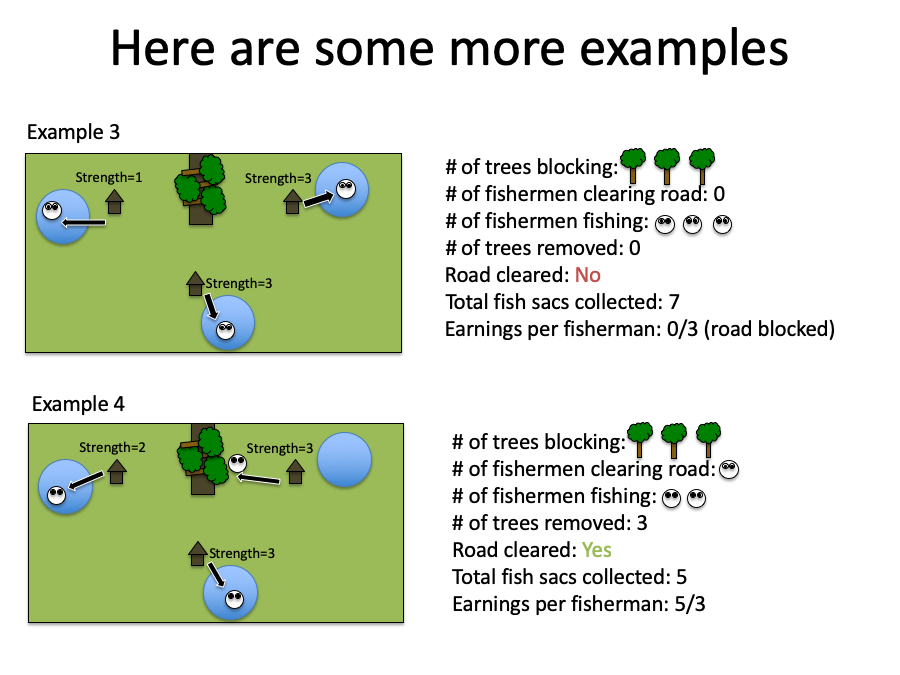 Here are some more examples
Example 3
Strength=1
Strength=3
Strength=3
# of trees blocking:
# of fishermen clearing road: 0
# of fishermen fishing:
# of trees removed: 0
Road cleared: No
Total fish sacs collected: 7
Earnings per fisherman: 0/3 (road blocked)
Example 4
Strength=2
Strength=3
Strength=3
# of trees blocking:
# of fishermen clearing road:
# of fishermen fishing:
# of trees removed: 3
Road cleared: Yes
Total fish sacs collected: 5
Earnings per fisherman: 5/3